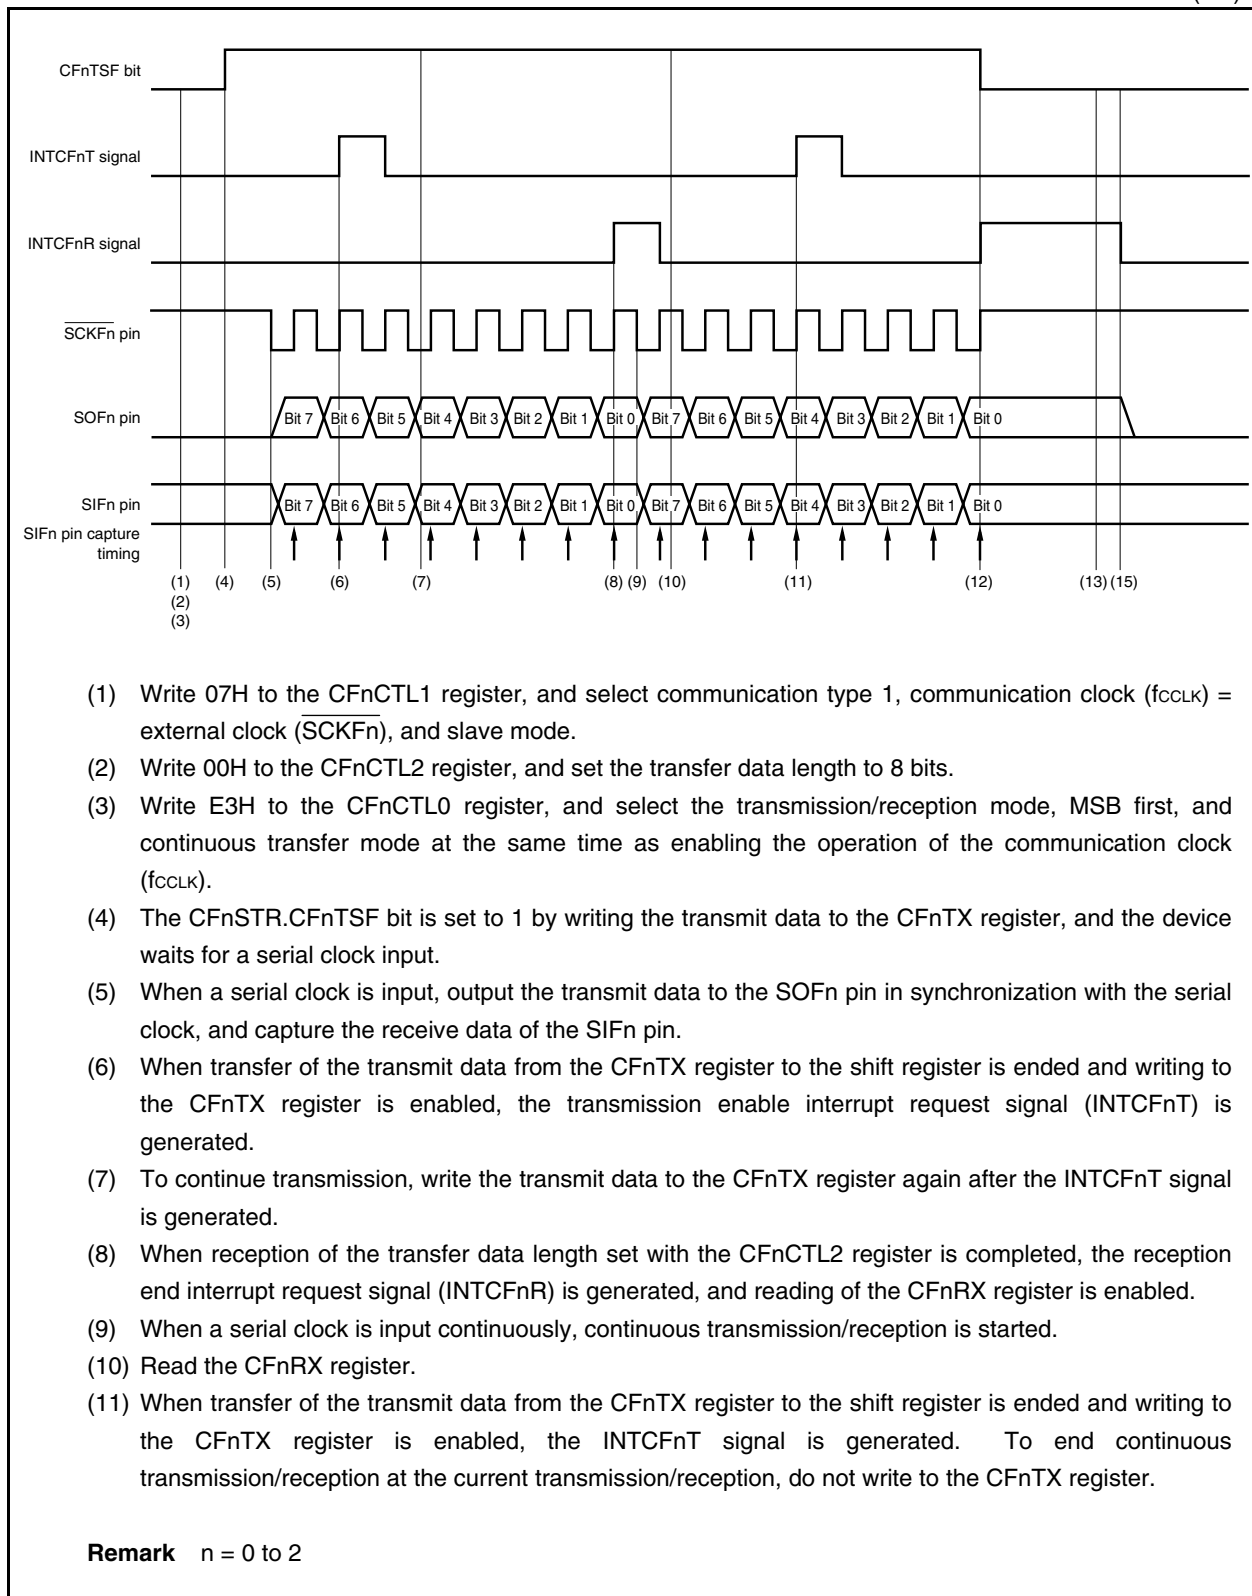 CFnTSF bit
INTCFnT signal
INTCFnR signal
SCKFn pin
SOFn pin
Bit 7 Bit 6 Bit 5 Bit 4 Bit 3 Bit 2 Bit 1 Bit 0 Bit 7 Bit 6 Bit 5 Bit 4 Bit 3 Bit 2 Bit 1 Bit 0
SIFn pin
Bit 7 Bit 6 Bit 5 Bit 4 Bit 3 Bit 2 Bit 1 Bit 0 Bit 7 Bit 6 Bit 5 Bit 4 Bit 3 Bit 2 Bit 1 Bit 0
SIFn pin capture
timing
(1) (4) (5) (6) (7) (8) (9) (10) (11) (12) (13) (15)
(2)
(3)
(1) Write 07H to the CFnCTL1 register, and select communication type 1, communication clock (fCCLK) =
external clock (SCKFn), and slave mode.
(2) Write 00H to the CFnCTL2 register, and set the transfer data length to 8 bits.
(3) Write E3H to the CFnCTL0 register, and select the transmission/reception mode, MSB first, and
continuous transfer mode at the same time as enabling the operation of the communication clock
(fCCLK).
(4) The CFnSTR.CFnTSF bit is set to 1 by writing the transmit data to the CFnTX register, and the device
waits for a serial clock input.
(5) When a serial clock is input, output the transmit data to the SOFn pin in synchronization with the serial
clock, and capture the receive data of the SIFn pin.
(6) When transfer of the transmit data from the CFnTX register to the shift register is ended and writing to
the CFnTX register is enabled, the transmission enable interrupt request signal (INTCFnT) is
generated.
(7) To continue transmission, write the transmit data to the CFnTX register again after the INTCFnT signal
is generated.
(8) When reception of the transfer data length set with the CFnCTL2 register is completed, the reception
end interrupt request signal (INTCFnR) is generated, and reading of the CFnRX register is enabled.
(9) When a serial clock is input continuously, continuous transmission/reception is started.
(10) Read the CFnRX register.
(11) When transfer of the transmit data from the CFnTX register to the shift register is ended and writing to
the CFnTX register is enabled, the INTCFnT signal is generated. To end continuous
transmission/reception at the current transmission/reception, do not write to the CFnTX register.
Remark n = 0 to 2